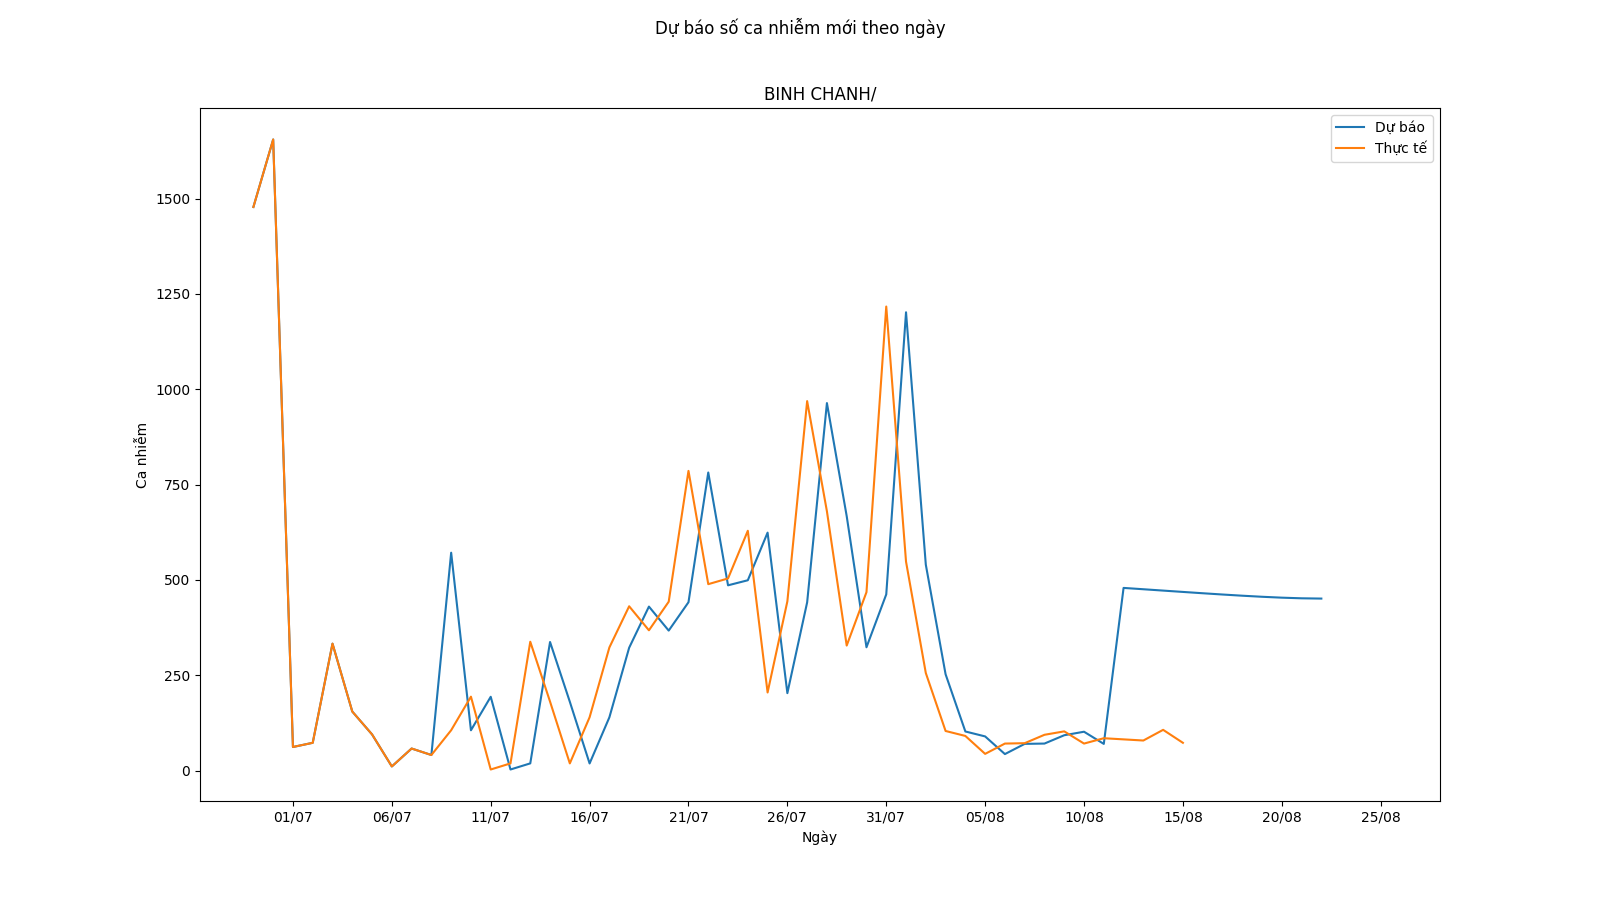 Dự báo số ca nhiễm mới theo ngày
BINH CHANH/
Dự báo
Thực tế
1500
1250
1000
750
500
250
0
Ca nhiễm
01/07 06/07 11/07 16/07 21/07 26/07 31/07 05/08 10/08 15/08 20/08 25/08
Ngày